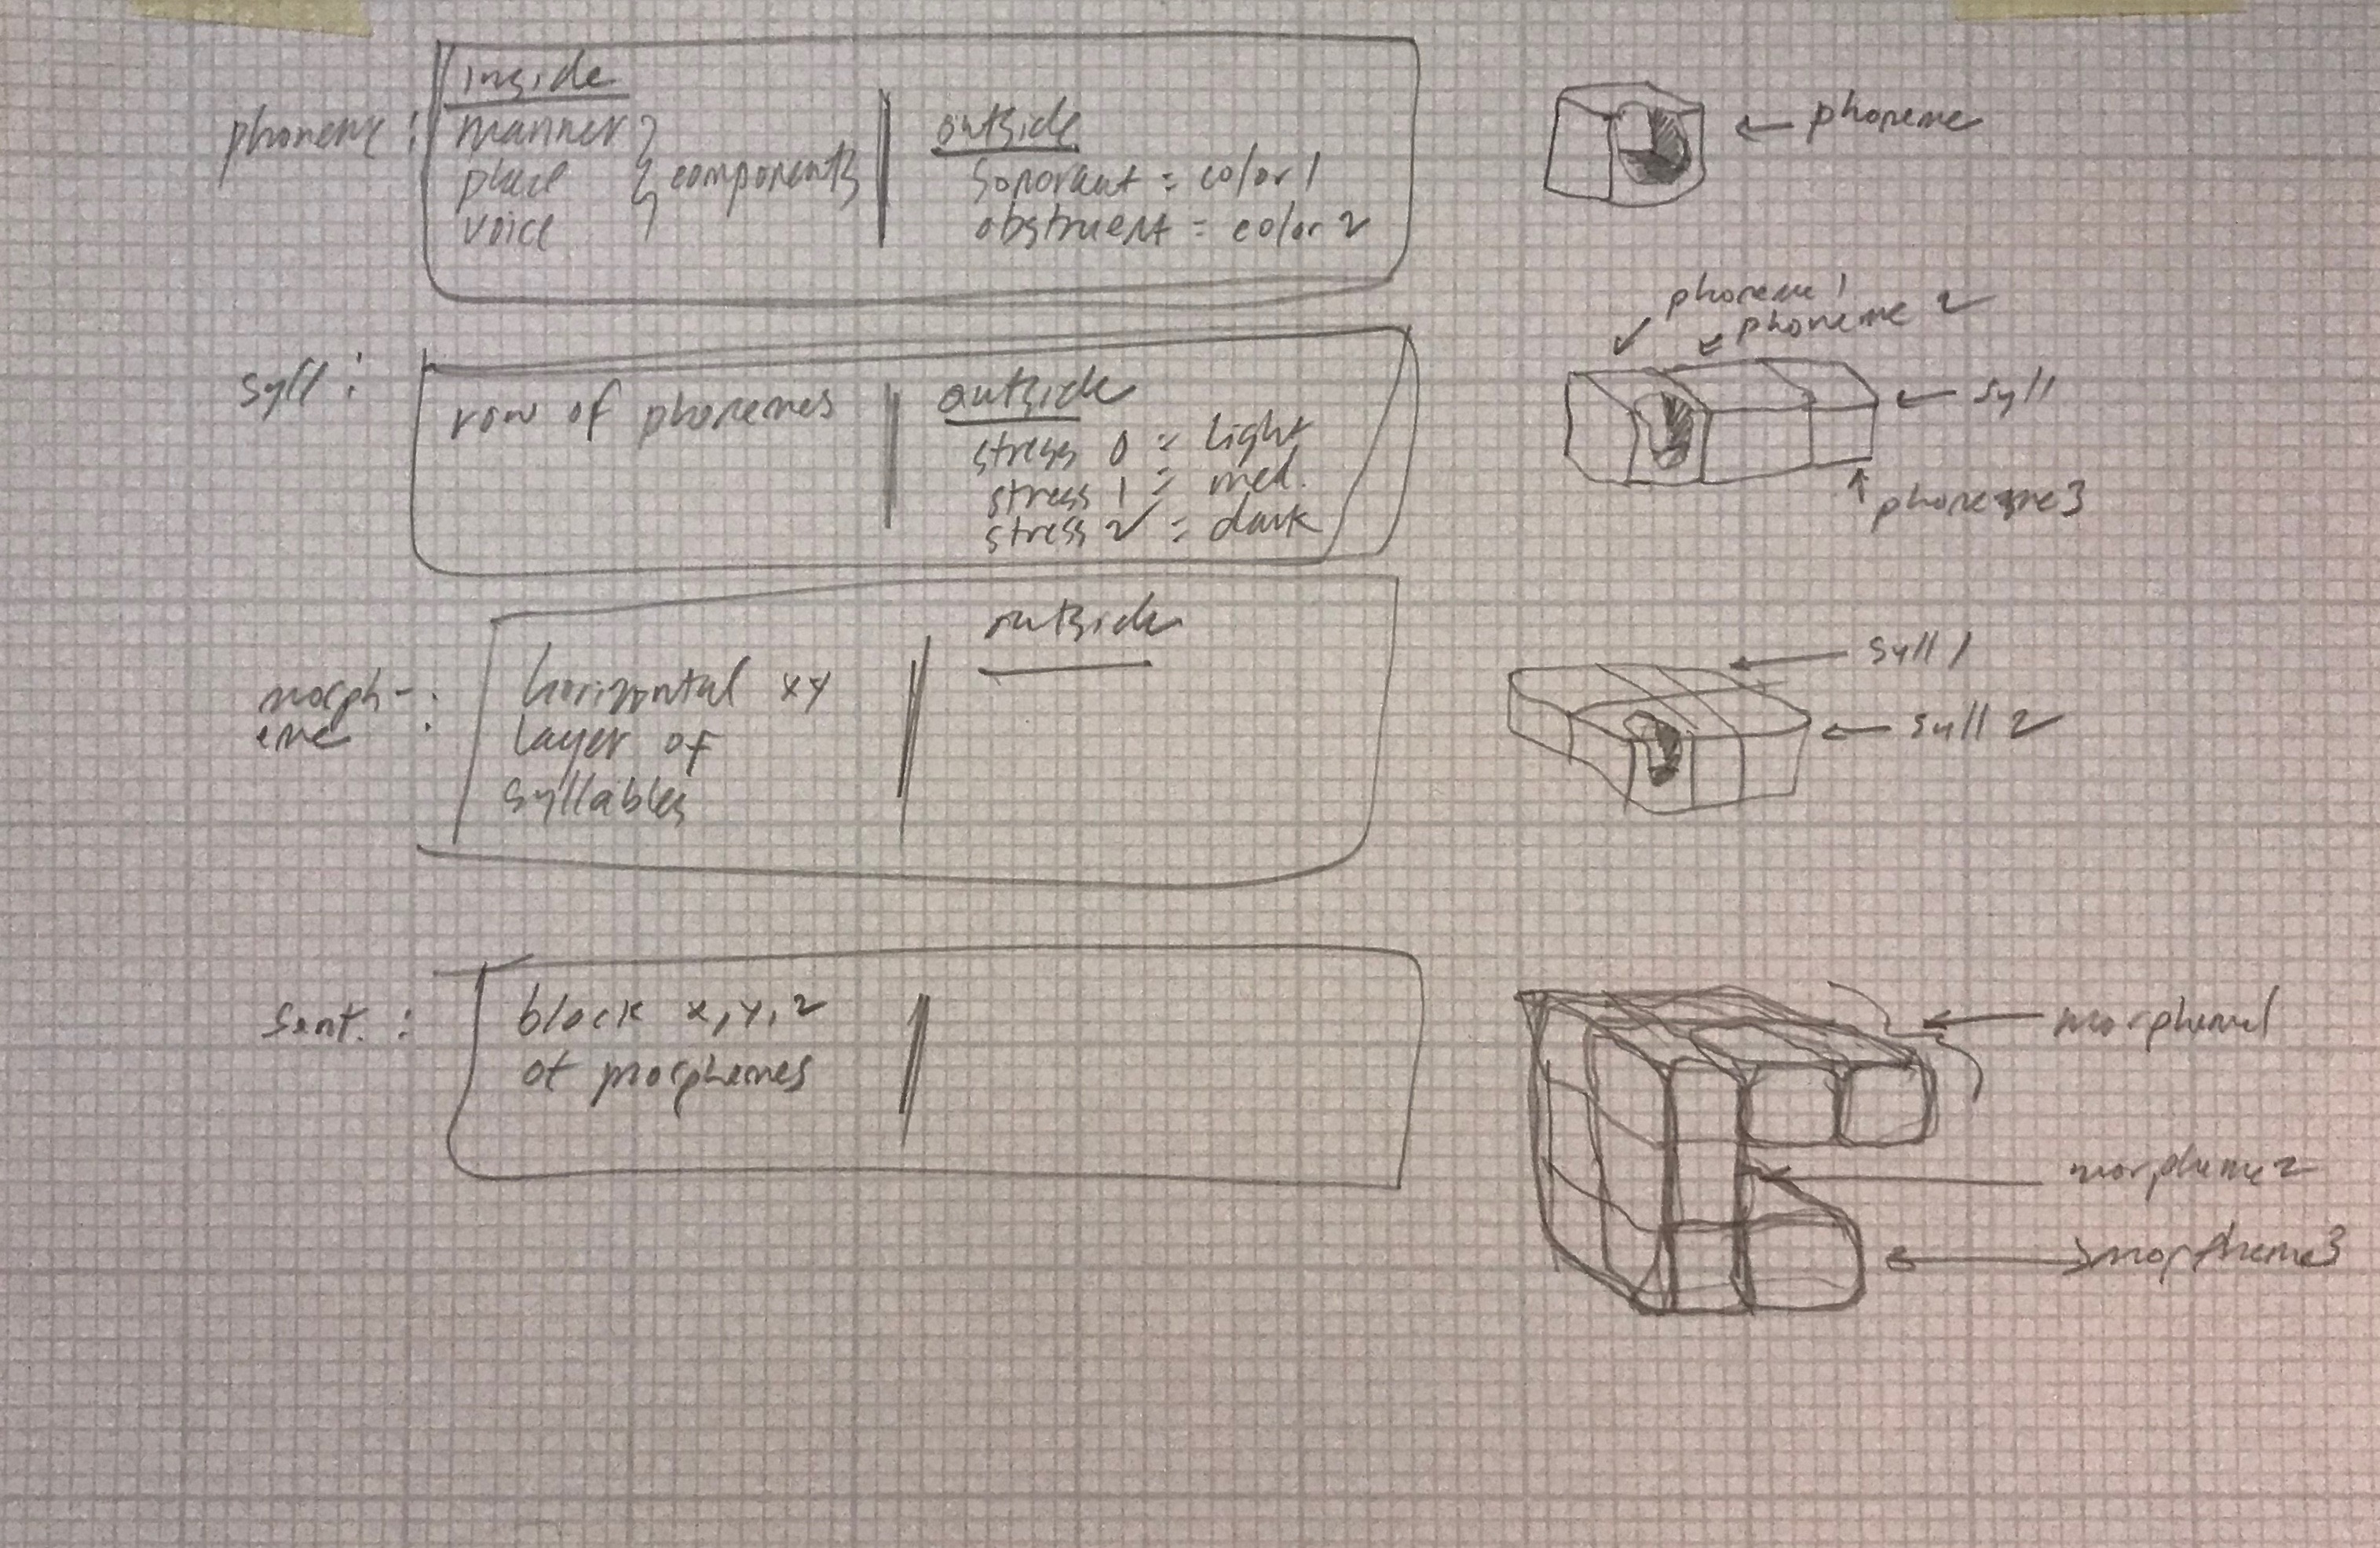 phoneme :
inside
manner
place
voice
components
outside
sonorant = color 1
obstruent = color 2
← phoneme
syll :
row of phonemes
outside
stress 0 = light
stress 1 = med.
stress 2 = dark
phoneme 1
phoneme 2
← syll
phoneme 3
morph- :
eme
horizontal xy
layer of
syllables
outside
syll 1
syll 2
sent. :
block x, y, z
of morphemes
morpheme 1
morpheme 2
morpheme 3